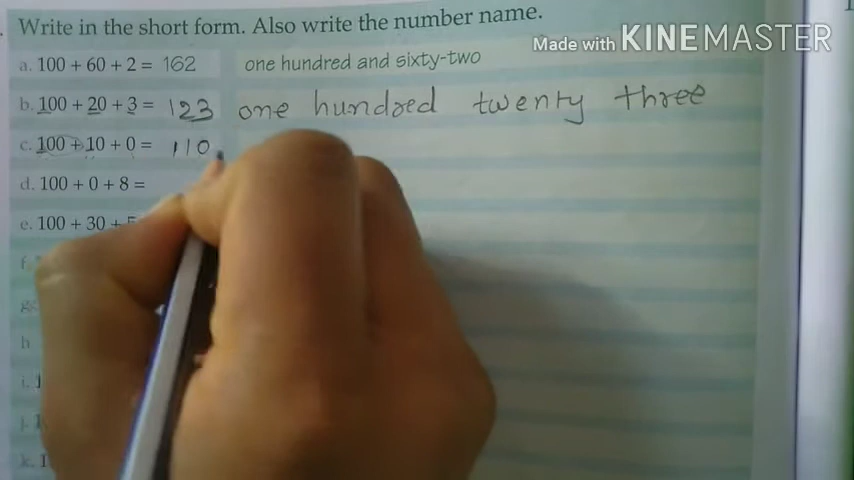 Write in the short form. Also write the number name.
Made with KINEMASTER
a. 100 + 60 + 2 = 162 one hundred and sixty-two
b. 100 + 20 + 3 = 123 one hundred twenty three
c. 100 + 10 + 0 = 110
d. 100 + 0 + 8 =
e. 100 + 30 +
f.
h
i.
j.
k.